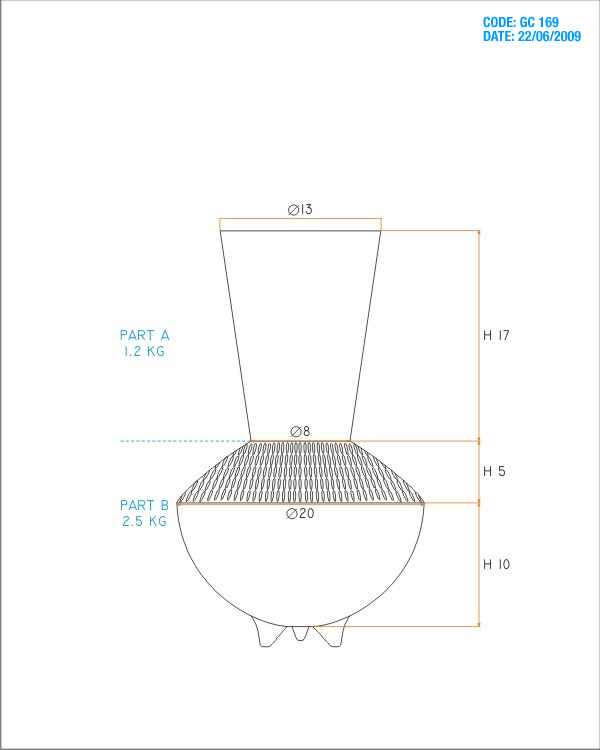 CODE: GC 169
DATE: 22/06/2009
Ø13
PART A
1.2 KG
H 17
Ø8
H 5
PART B
2.5 KG
Ø20
H 10